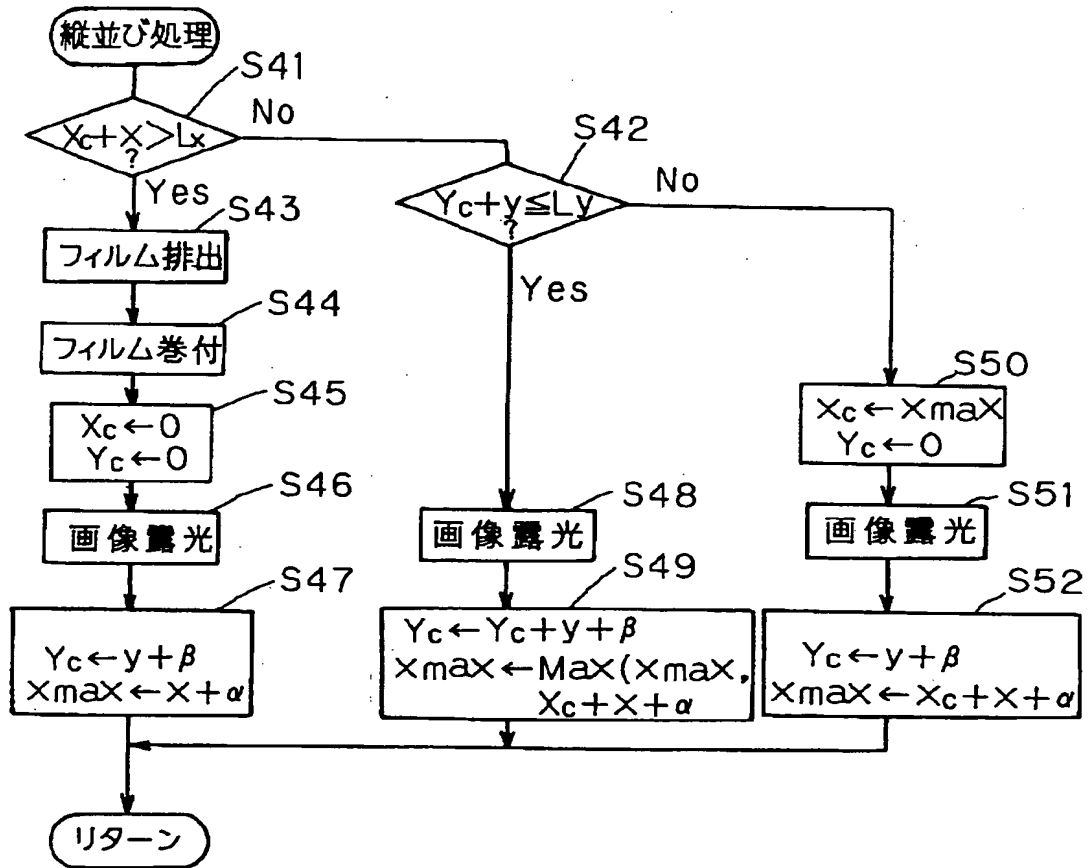 縦並び処理
S41
Xc+x>Lx
?
No
Yes
S42
Yc+y≦Ly
?
No
Yes
S43
フィルム排出
S44
フィルム巻付
S45
Xc←0
Yc←0
S46
画像露光
S47
Yc←y+β
xmax←x+α
S48
画像露光
S49
Yc←Yc+y+β
xmax←Max(xmax,
Xc+x+α
S50
Xc←xmax
Yc←0
S51
画像露光
S52
Yc←y+β
xmax←Xc+x+α
リターン